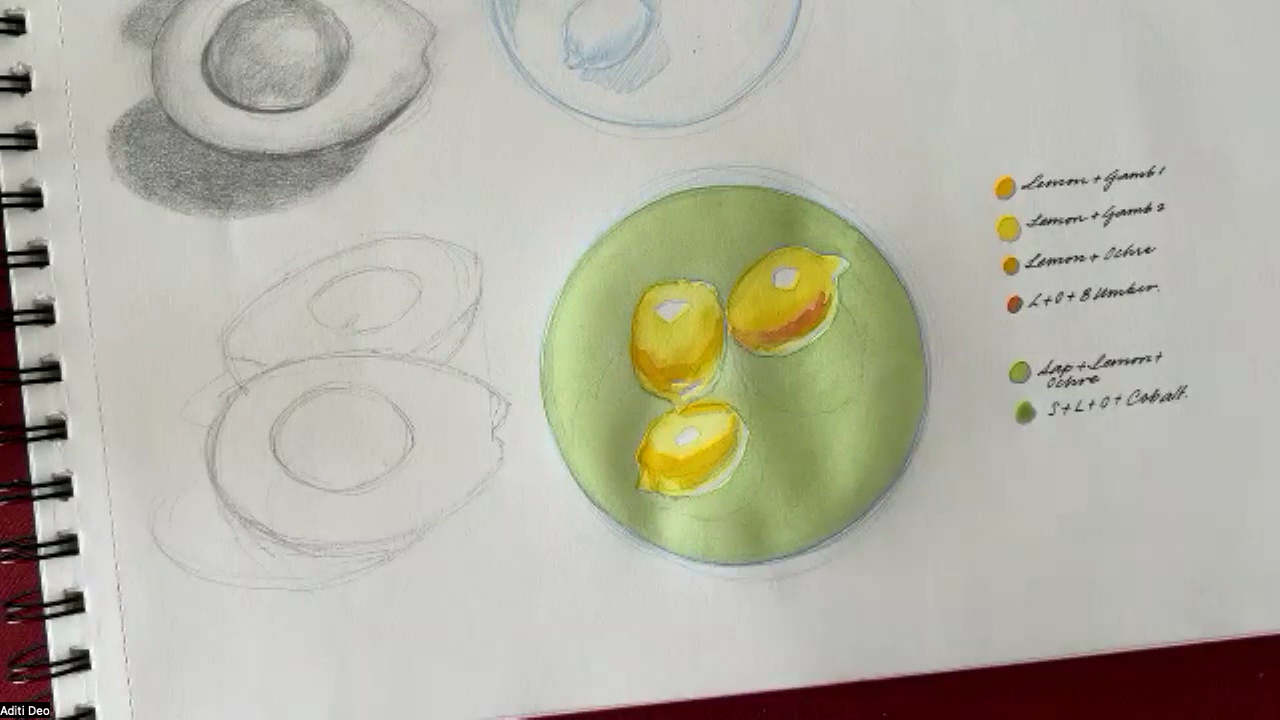 Lemon + Gamb 1
Lemon + Gamb 2
Lemon + Ochre
L + O + B Umber.
Sap + Lemon +
Ochre
S + L + O + Cobalt.
Aditi Deo